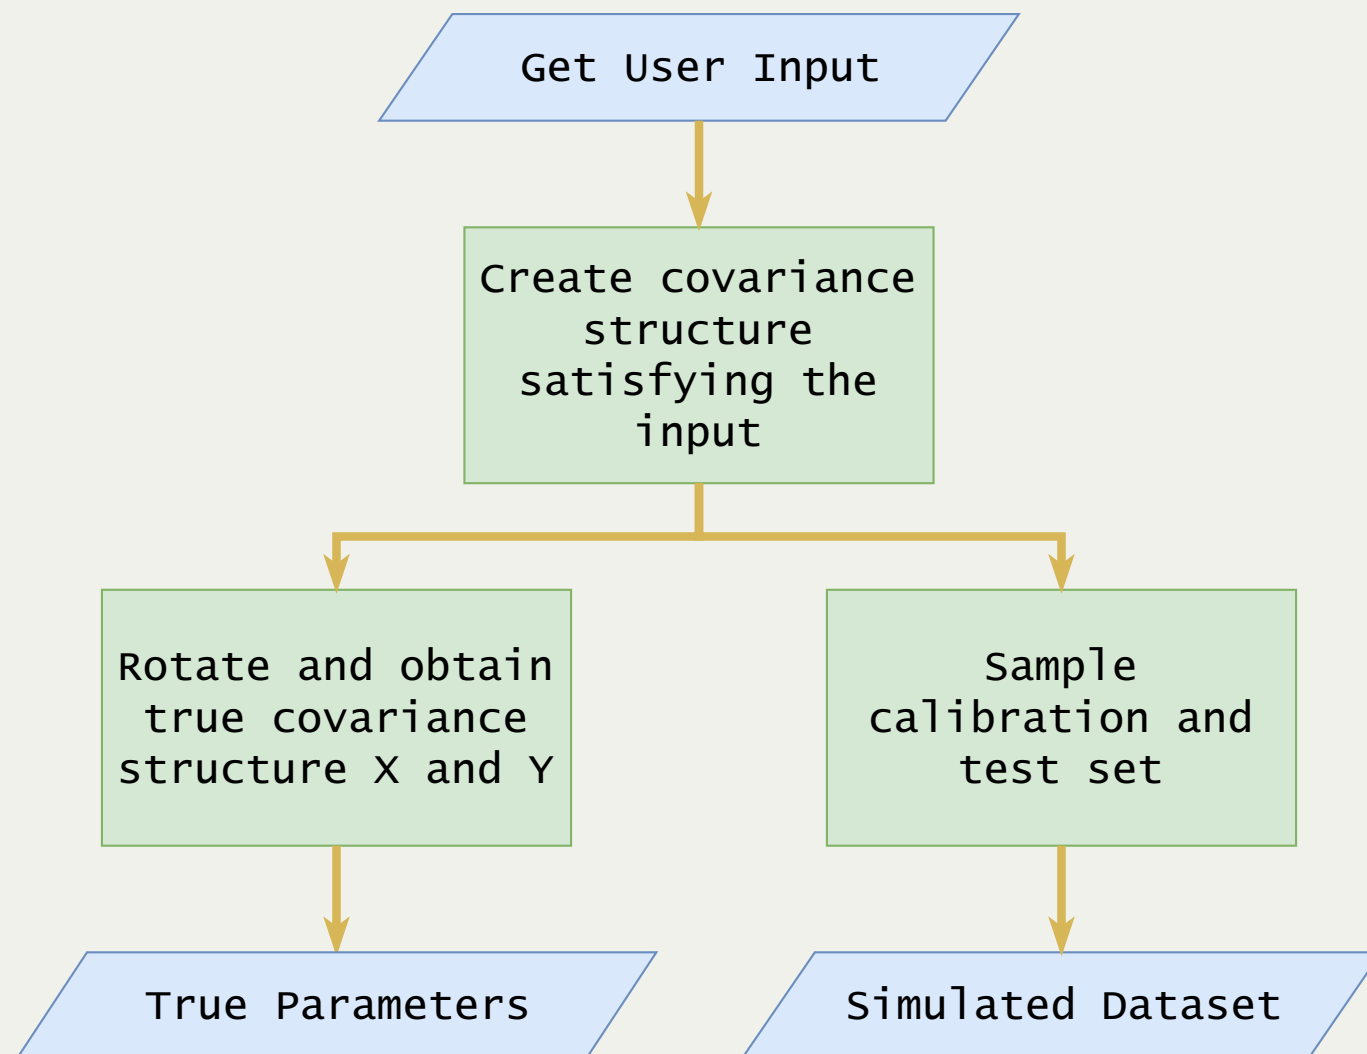 Get User Input
Create covariance
structure
satisfying the
input
Rotate and obtain
true covariance
structure X and Y
Sample
calibration and
test set
True Parameters
Simulated Dataset